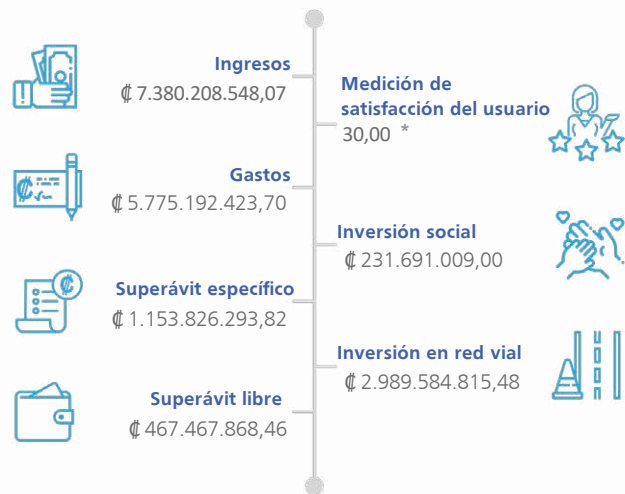 Ingresos
₡ 7.380.208.548,07
Medición de
satisfacción del usuario
30,00 *
Gastos
₡ 5.775.192.423,70
Inversión social
₡ 231.691.009,00
Superávit específico
₡ 1.153.826.293,82
Inversión en red vial
₡ 2.989.584.815,48
Superávit libre
₡ 467.467.868,46